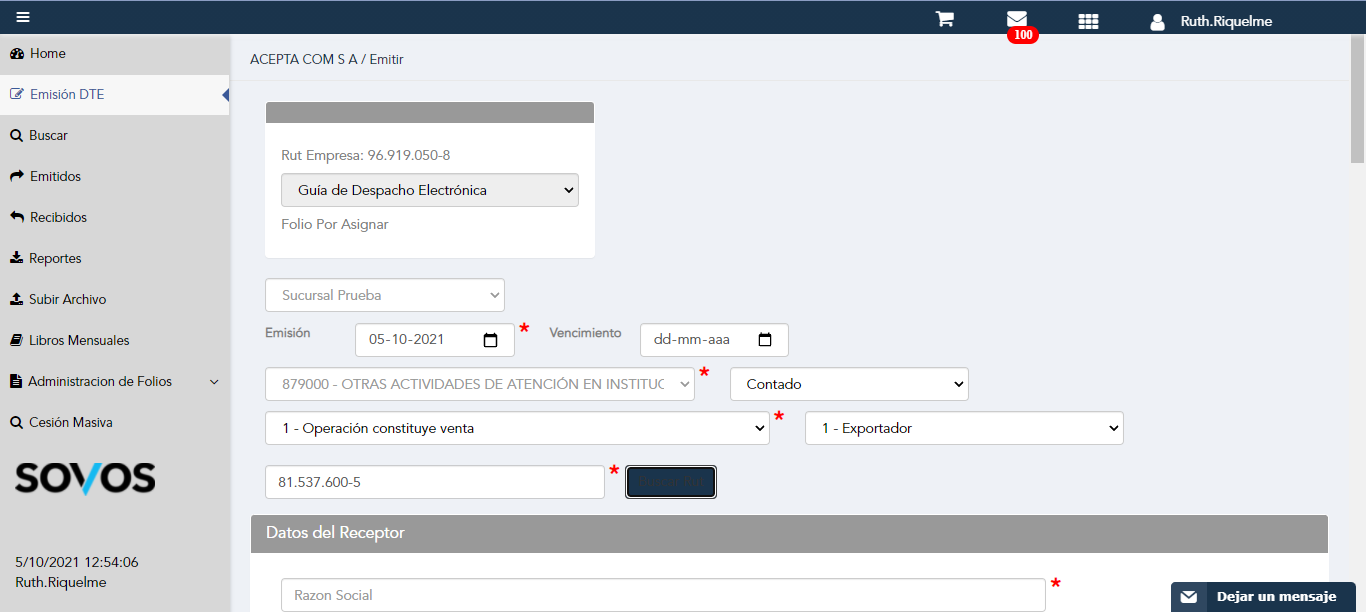 100
Ruth.Riquelme
Home
Emisión DTE
Buscar
Emitidos
Recibidos
Reportes
Subir Archivo
Libros Mensuales
Administracion de Folios
Cesión Masiva
SOVOS
5/10/2021 12:54:06
Ruth.Riquelme
ACEPTA COM S A / Emitir
Rut Empresa: 96.919.050-8
Guía de Despacho Electrónica
Folio Por Asignar
Sucursal Prueba
Emisión 05-10-2021 * Vencimiento dd-mm-aaa
879000 - OTRAS ACTIVIDADES DE ATENCIÓN EN INSTITUC * Contado
1 - Operación constituye venta * 1 - Exportador
81.537.600-5 *
Datos del Receptor
Razon Social *
Dejar un mensaje